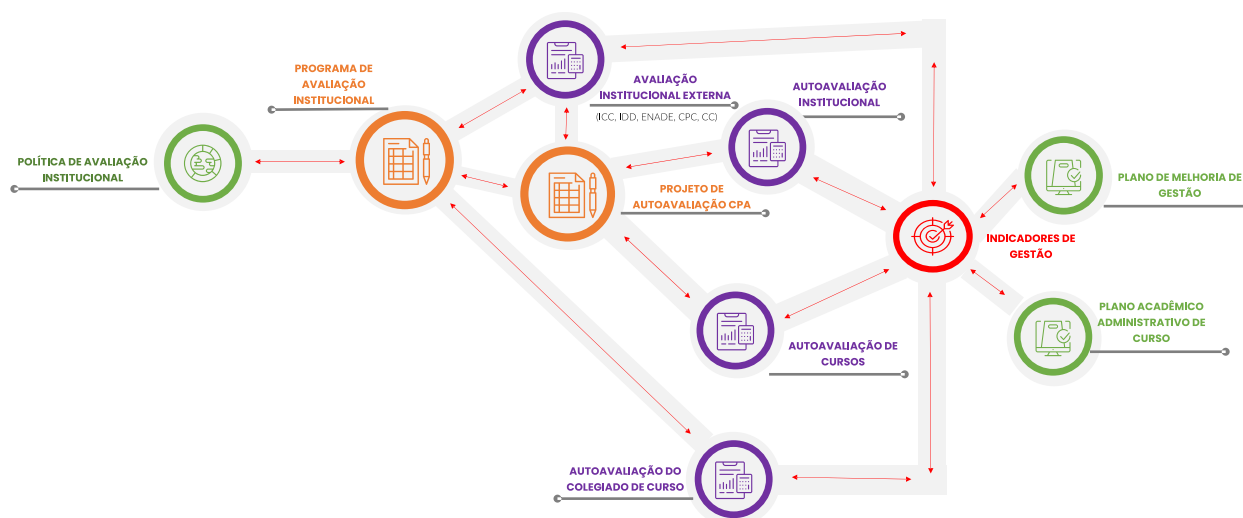 POLÍTICA DE AVALIAÇÃO
INSTITUCIONAL
PROGRAMA DE
AVALIAÇÃO
INSTITUCIONAL
AVALIAÇÃO
INSTITUCIONAL EXTERNA
(ICC, IDD, ENADE, CPC, CC)
AUTOAVALIAÇÃO
INSTITUCIONAL
PROJETO DE
AUTOAVALIAÇÃO CPA
AUTOAVALIAÇÃO DE
CURSOS
AUTOAVALIAÇÃO DO
COLEGIADO DE CURSO
INDICADORES DE
GESTÃO
PLANO DE MELHORIA DE
GESTÃO
PLANO ACADÊMICO
ADMINISTRATIVO DE
CURSO